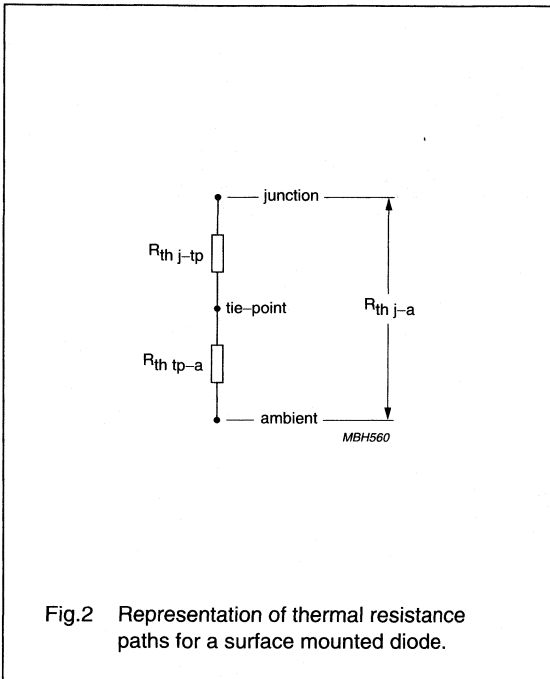 junction
Rth j–tp
tie–point
Rth j–a
Rth tp–a
ambient
MBH560
Fig.2 Representation of thermal resistance
paths for a surface mounted diode.